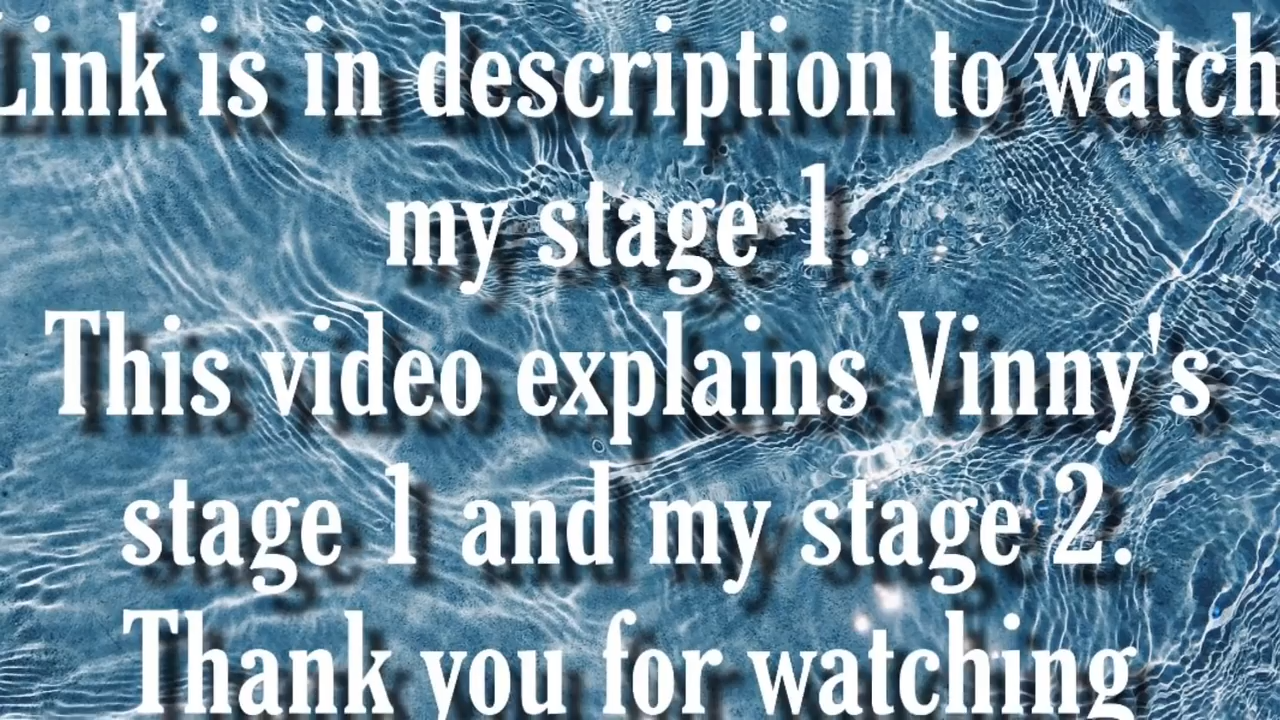 Link is in description to watch
my stage 1.
This video explains Vinny's
stage 1 and my stage 2.
Thank you for watching